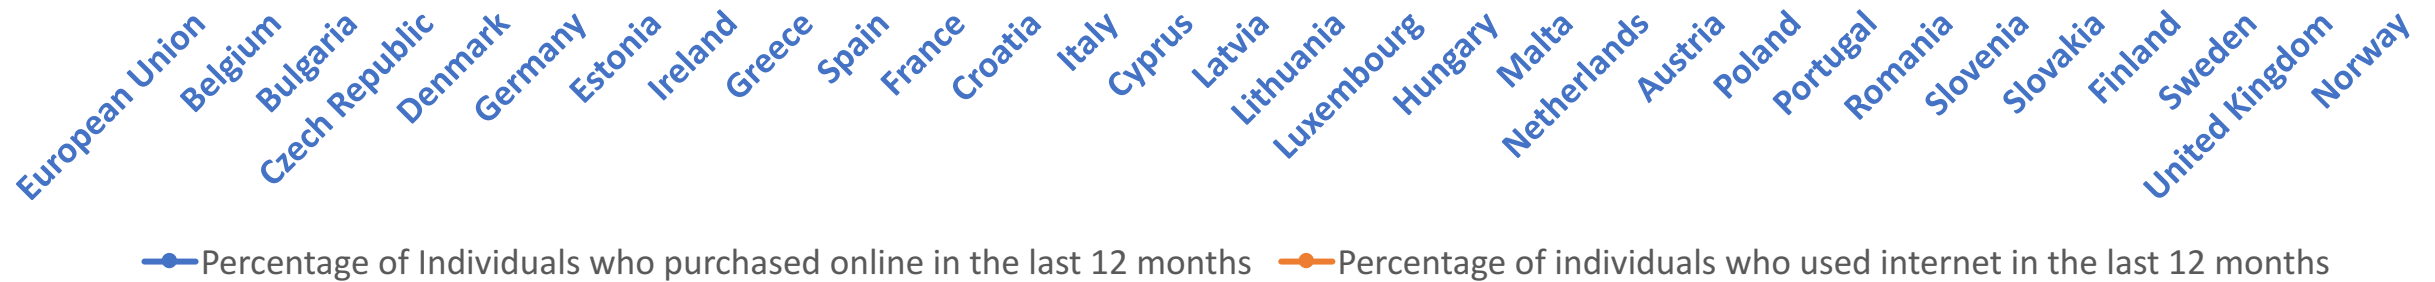 European Union
Belgium
Bulgaria
Czech Republic
Denmark
Germany
Estonia
Ireland
Greece
Spain
France
Croatia
Italy
Cyprus
Latvia
Lithuania
Luxembourg
Hungary
Malta
Netherlands
Austria
Poland
Portugal
Romania
Slovenia
Slovakia
Finland
Sweden
United Kingdom
Norway
Percentage of Individuals who purchased online in the last 12 months
Percentage of individuals who used internet in the last 12 months